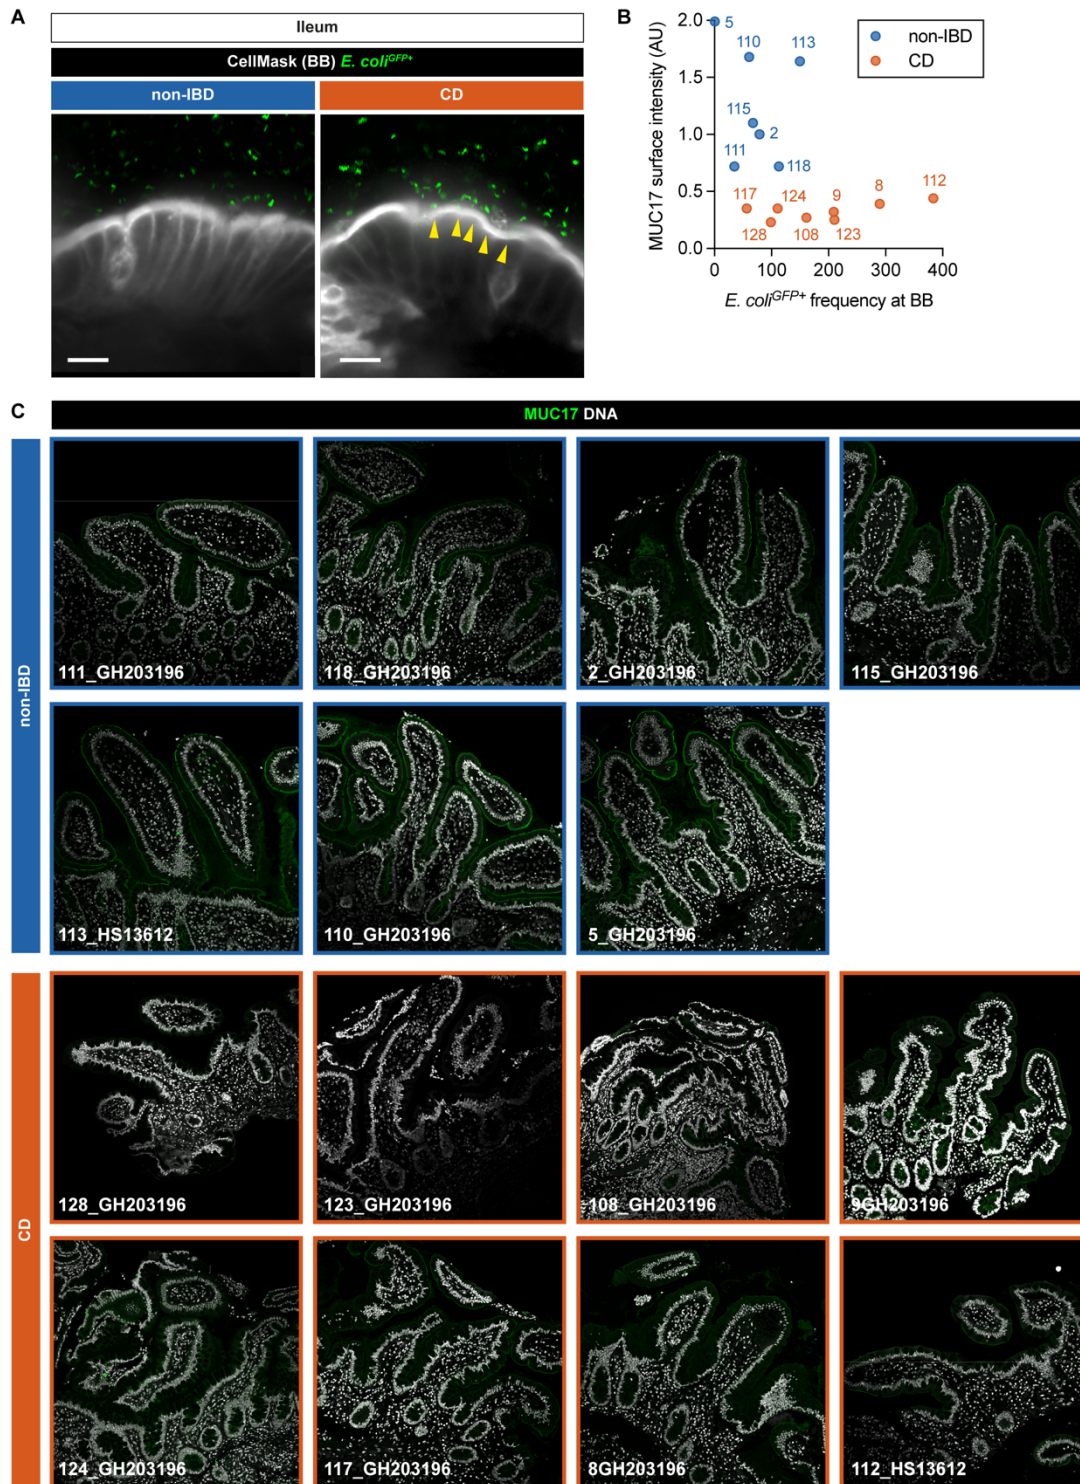 A
Ileum
CellMask (BB) E. coliGFP+
non-IBD
CD
B
MUC17 surface intensity (AU)
2.0
1.5
1.0
0.5
0.0
0
100
200
300
400
E. coliGFP+ frequency at BB
5
110
113
115
2
111
118
117
124
9
8
112
128
108
123
non-IBD
CD
C
MUC17 DNA
non-IBD
111_GH203196
118_GH203196
2_GH203196
115_GH203196
113_HS13612
110_GH203196
5_GH203196
CD
128_GH203196
123_GH203196
108_GH203196
9GH203196
124_GH203196
117_GH203196
8GH203196
112_HS13612